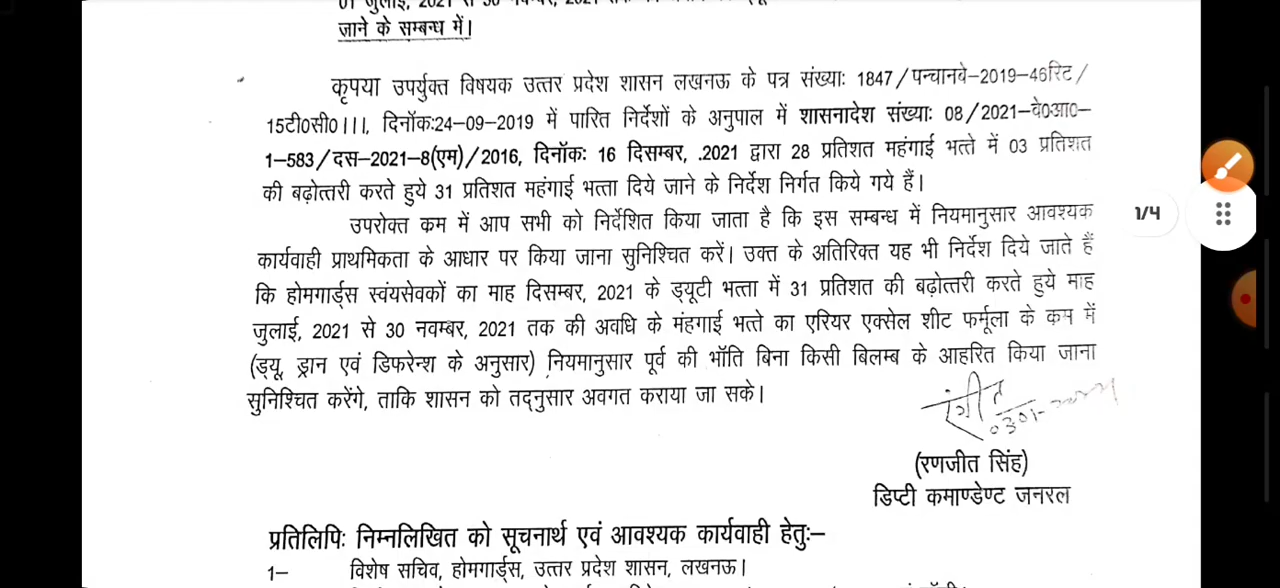 01 जुलाई, 2021 से 30 नवम्बर, 2021 तक
जाने के सम्बन्ध में।
कृपया उपर्युक्त विषयक उत्तर प्रदेश शासन लखनऊ के पत्र संख्याः 1847/पन्चानवे-2019-46रिट/
15टी0सी0।।।, दिनॉकः24-09-2019 में पारित निर्देशों के अनुपाल में शासनादेश संख्याः 08/2021-वे0आ0-
1-583/दस-2021-8(एम)/2016, दिनॉकः 16 दिसम्बर, .2021 द्वारा 28 प्रतिशत महंगाई भत्ते में 03 प्रतिशत
की बढ़ोत्तरी करते हुये 31 प्रतिशत महंगाई भत्ता दिये जाने के निर्देश निर्गत किये गये हैं।
1/4
उपरोक्त कम में आप सभी को निर्देशित किया जाता है कि इस सम्बन्ध में नियमानुसार आवश्यक
कार्यवाही प्राथमिकता के आधार पर किया जाना सुनिश्चित करें। उक्त के अतिरिक्त यह भी निर्देश दिये जाते हैं
कि होमगार्ड्स स्वंयसेवकों का माह दिसम्बर, 2021 के ड्यूटी भत्ता में 31 प्रतिशत की बढ़ोत्तरी करते हुये माह
जुलाई, 2021 से 30 नवम्बर, 2021 तक की अवधि के मंहगाई भत्ते का एरियर एक्सेल शीट फर्मूला के कम में
(ड्यू, ड्रान एवं डिफरेन्श के अनुसार) नियमानुसार पूर्व की भॉति बिना किसी बिलम्ब के आहरित किया जाना
सुनिश्चित करेंगे, ताकि शासन को तद्नुसार अवगत कराया जा सके।
(रणजीत सिंह)
डिप्टी कमाण्डेण्ट जनरल
प्रतिलिपिः निम्नलिखित को सूचनार्थ एवं आवश्यक कार्यवाही हेतुः-
1- विशेष सचिव, होमगार्ड्स, उत्तर प्रदेश शासन, लखनऊ।